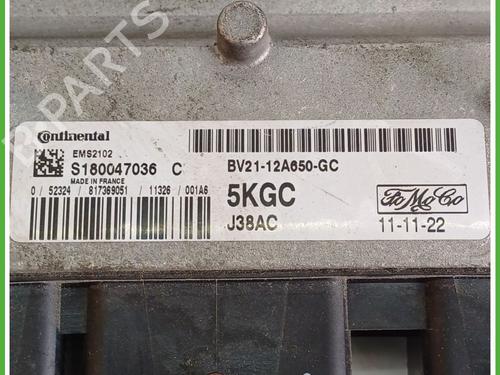 B PARTS
Continental
EMS2102
S180047036 C
MADE IN FRANCE
0 / 52324 / 817369051 / 11326 / 001A6
BV21-12A650-GC
5KGC
J38AC
FoMoCo
11-11-22